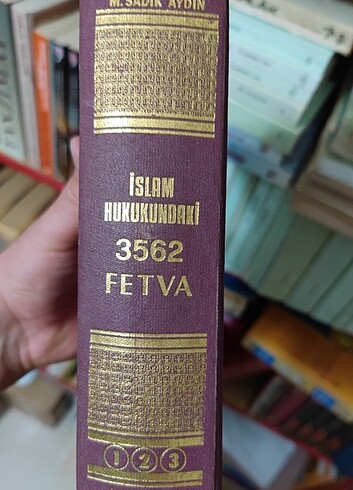 M. SADIK AYDIN
İSLAM
HUKUKUNDAKİ
3562
FETVA
1 2 3